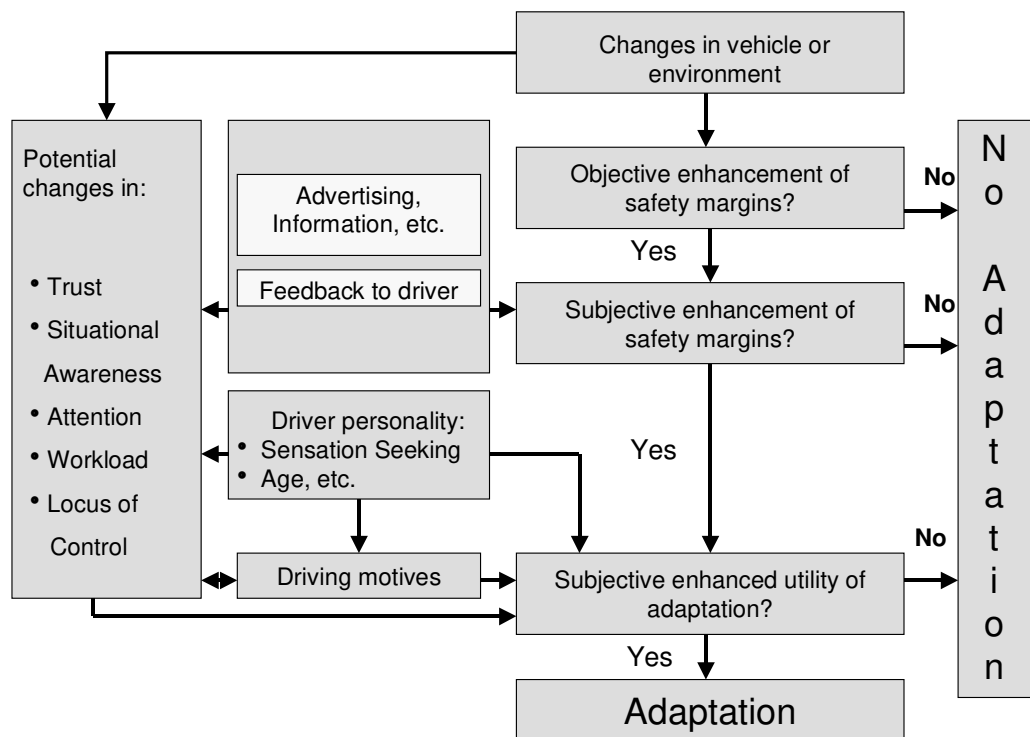 Changes in vehicle or
environment
Potential
changes in:
• Trust
• Situational
Awareness
• Attention
• Workload
• Locus of
Control
Advertising,
Information, etc.
Feedback to driver
Driver personality:
• Sensation Seeking
• Age, etc.
Driving motives
Objective enhancement of
safety margins?
No
Yes
Subjective enhancement of
safety margins?
No
Yes
Subjective enhanced utility of
adaptation?
No
Yes
Adaptation
No Adaptation